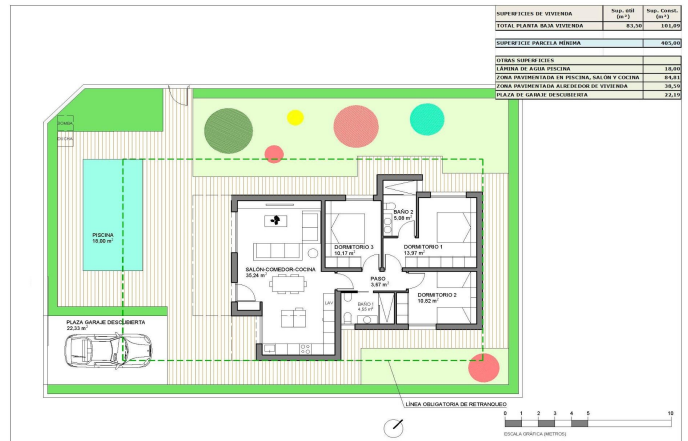 SUPERFICIES DE VIVIENDA Sup. útil (m²) Sup. Const. (m²)
TOTAL PLANTA BAJA VIVIENDA 83,50 101,09
SUPERFICIE PARCELA MÍNIMA 405,00
OTRAS SUPERFICIES
LÁMINA DE AGUA PISCINA 18,00
ZONA PAVIMENTADA EN PISCINA, SALÓN Y COCINA 84,81
ZONA PAVIMENTADA ALREDEDOR DE VIVIENDA 38,59
PLAZA DE GARAJE DESCUBIERTA 22,19
BOMBA
DUCHA
PISCINA
18,00 m²
BAÑO 2
5,08 m²
DORMITORIO 3
10,17 m²
DORMITORIO 1
13,97 m²
SALÓN-COMEDOR-COCINA
35,24 m²
PASO
3,67 m²
DORMITORIO 2
10,82 m²
LAV
BAÑO 1
4,55 m²
PLAZA GARAJE DESCUBIERTA
22,33 m²
LÍNEA OBLIGATORIA DE RETRANQUEO
0 1 2 3 4 5 10
ESCALA GRÁFICA (METROS)